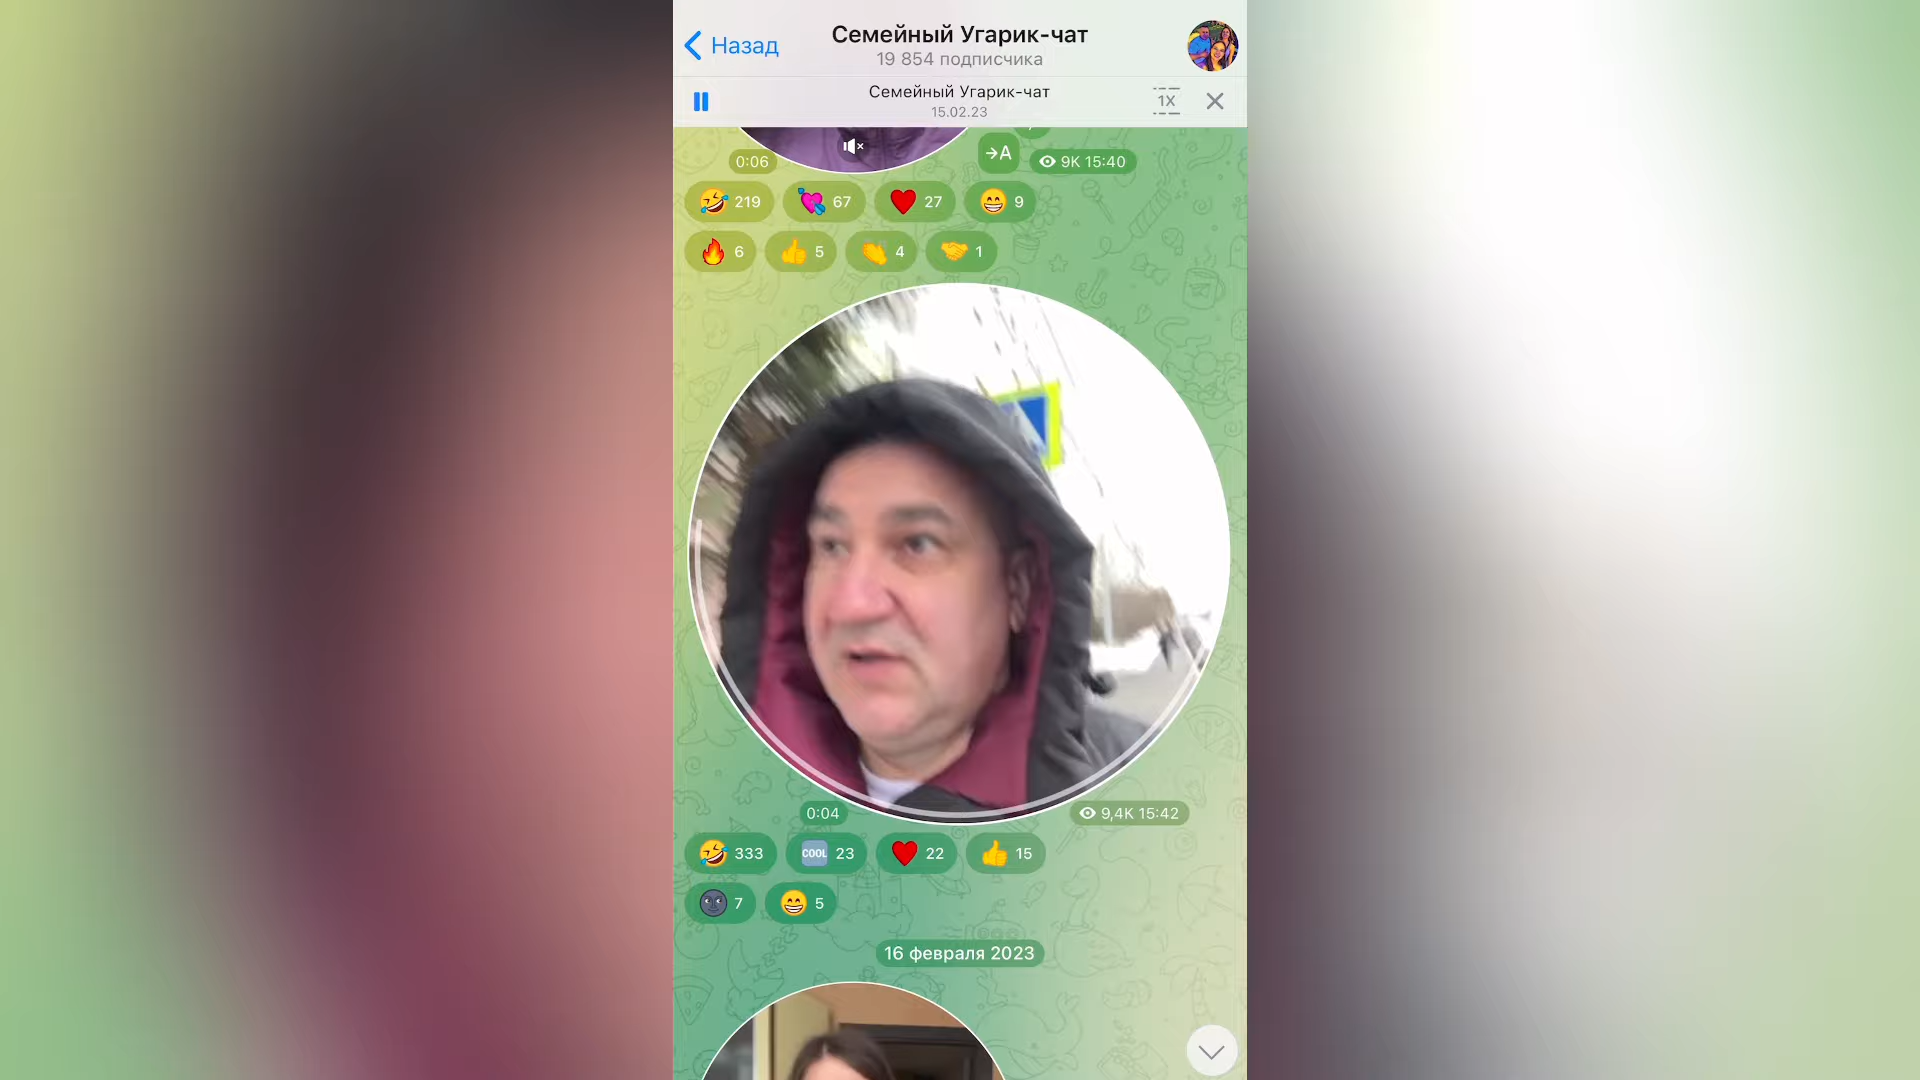 Назад
Семейный Угарик-чат
19 854 подписчика
Семейный Угарик-чат
15.02.23
1X
0:06
→A
9K 15:40
219
67
27
9
6
5
4
1
0:04
9,4K 15:42
333
COOL 23
22
15
7
5
16 февраля 2023